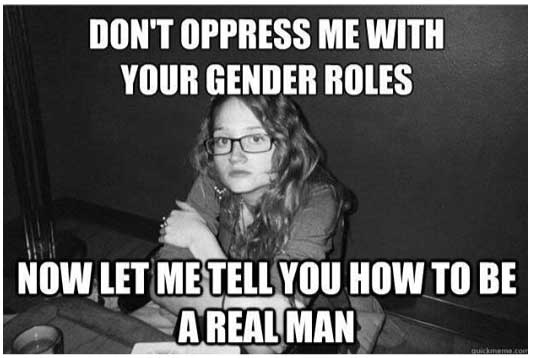 DON'T OPPRESS ME WITH
YOUR GENDER ROLES
NOW LET ME TELL YOU HOW TO BE
A REAL MAN
quickmeme.com